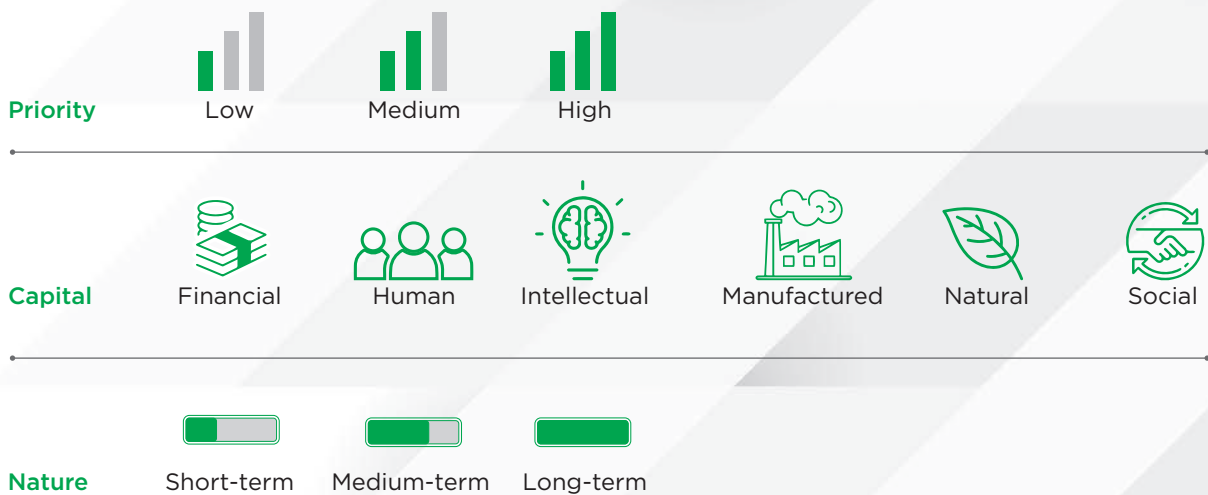 Priority Low Medium High
Capital Financial Human Intellectual Manufactured Natural Social
Nature Short-term Medium-term Long-term